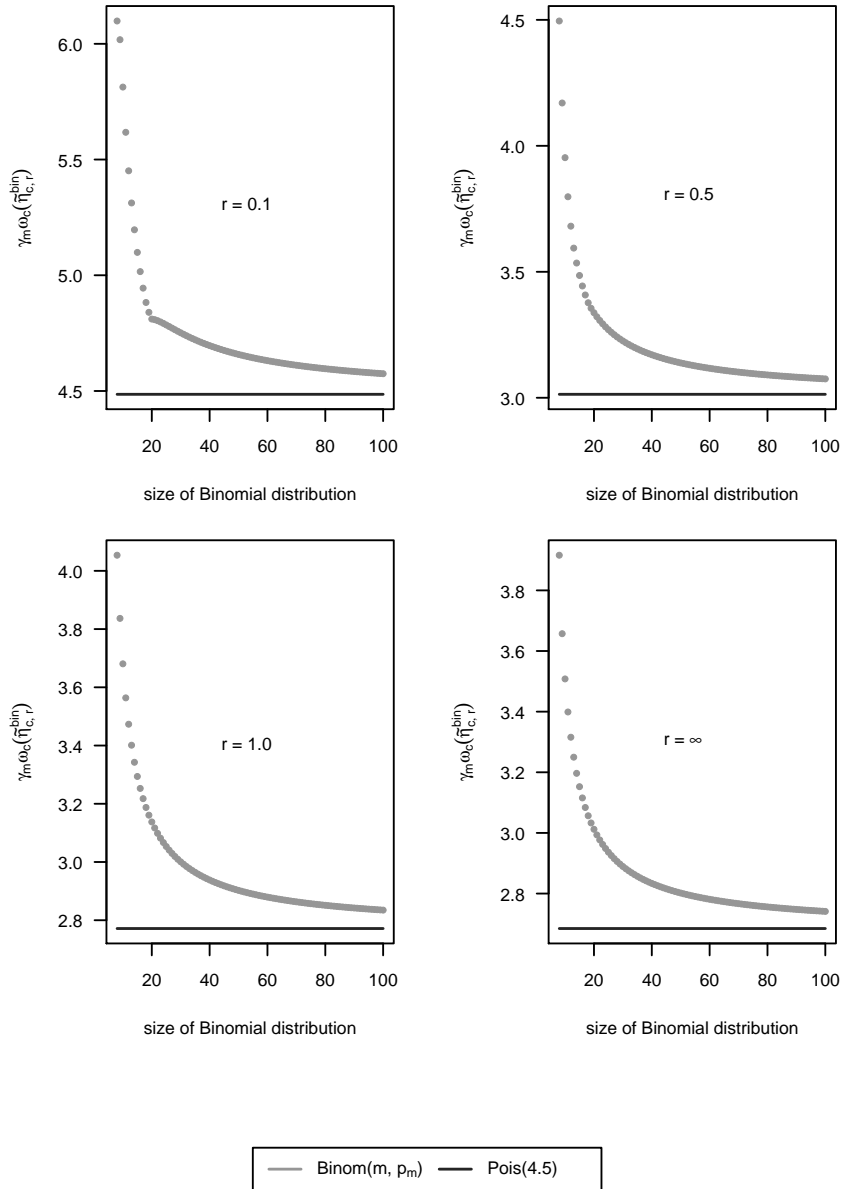 γmωc(η̃c, r^bin)
6.0
5.5
5.0
4.5
r = 0.1
20 40 60 80 100
size of Binomial distribution
γmωc(η̃c, r^bin)
4.5
4.0
3.5
3.0
r = 0.5
20 40 60 80 100
size of Binomial distribution
γmωc(η̃c, r^bin)
4.0
3.8
3.6
3.4
3.2
3.0
2.8
r = 1.0
20 40 60 80 100
size of Binomial distribution
γmωc(η̃c, r^bin)
3.8
3.6
3.4
3.2
3.0
2.8
r = ∞
20 40 60 80 100
size of Binomial distribution
Binom(m, pm) Pois(4.5)